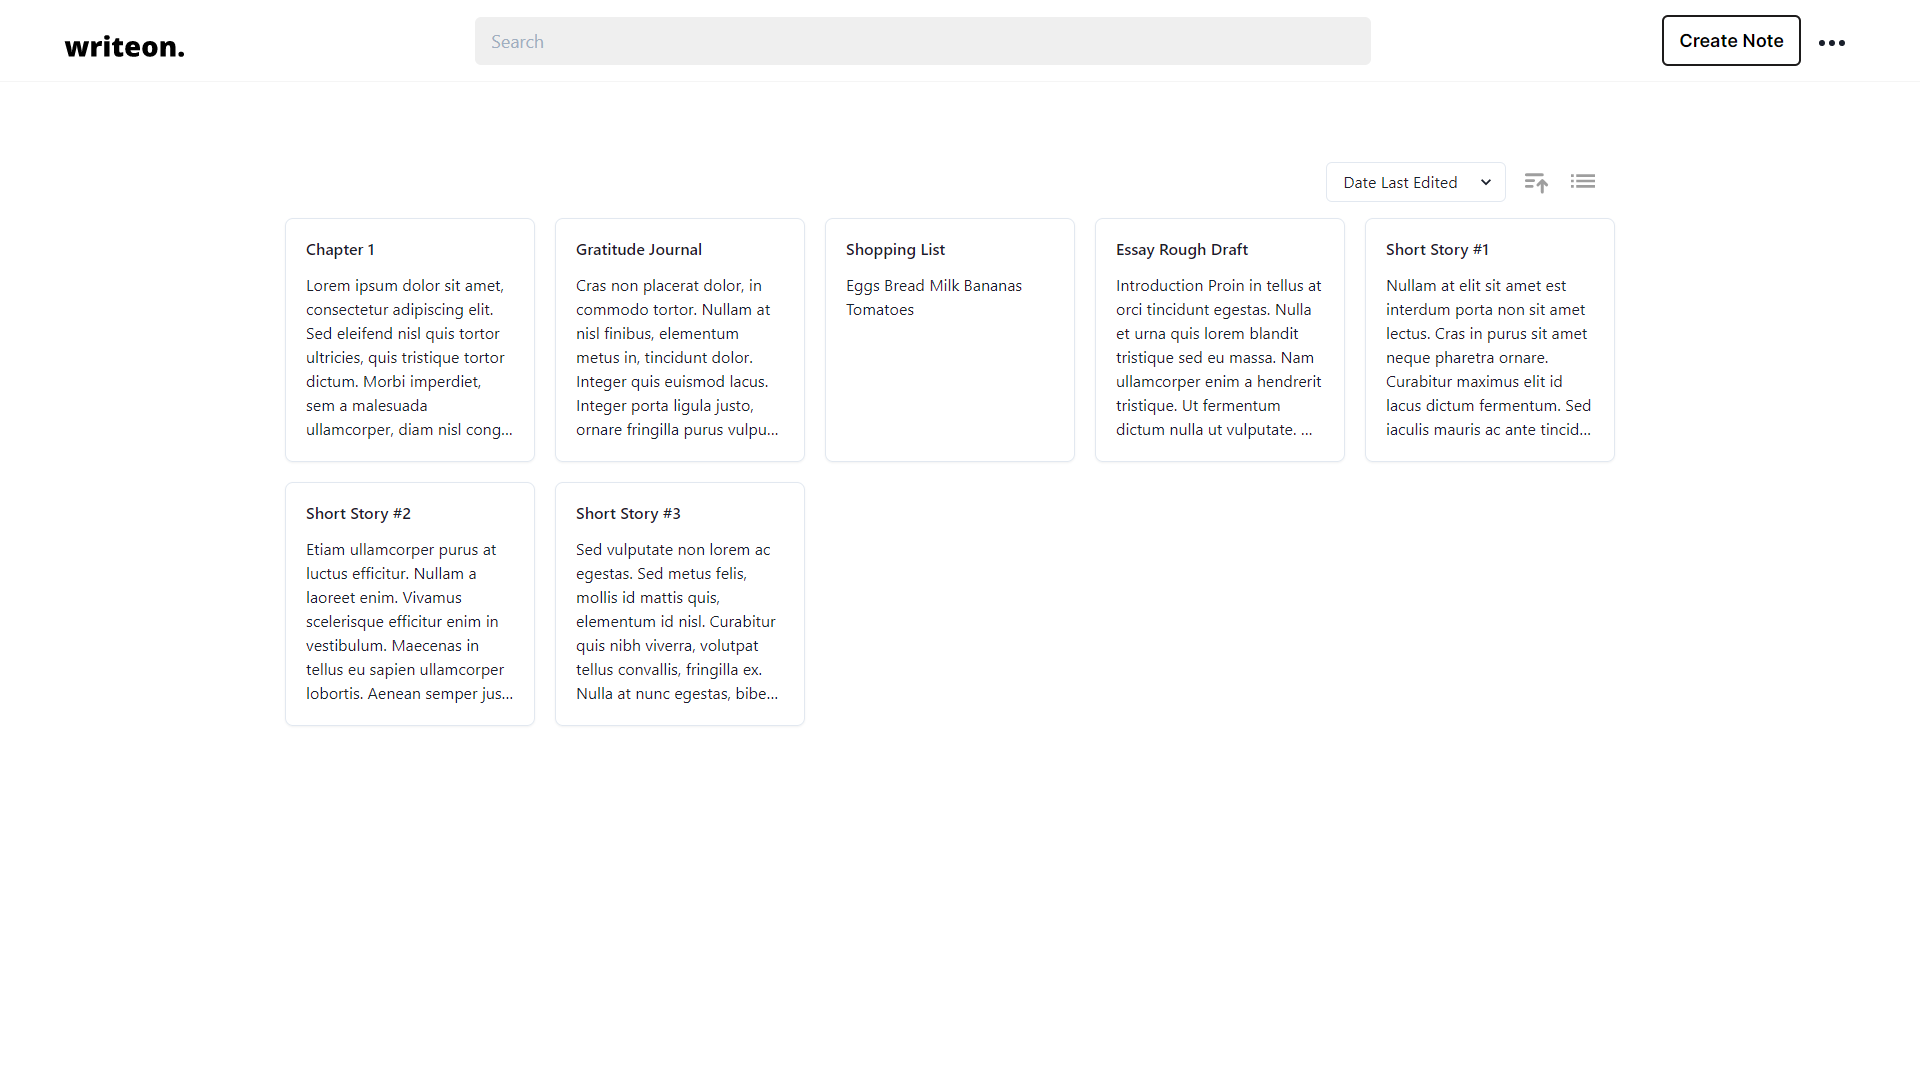 writeon.
Search
Create Note
Date Last Edited
Chapter 1
Lorem ipsum dolor sit amet,
consectetur adipiscing elit.
Sed eleifend nisl quis tortor
ultricies, quis tristique tortor
dictum. Morbi imperdiet,
sem a malesuada
ullamcorper, diam nisl cong...
Gratitude Journal
Cras non placerat dolor, in
commodo tortor. Nullam at
nisl finibus, elementum
metus in, tincidunt dolor.
Integer quis euismod lacus.
Integer porta ligula justo,
ornare fringilla purus vulpu...
Shopping List
Eggs Bread Milk Bananas
Tomatoes
Essay Rough Draft
Introduction Proin in tellus at
orci tincidunt egestas. Nulla
et urna quis lorem blandit
tristique sed eu massa. Nam
ullamcorper enim a hendrerit
tristique. Ut fermentum
dictum nulla ut vulputate. ...
Short Story #1
Nullam at elit sit amet est
interdum porta non sit amet
lectus. Cras in purus sit amet
neque pharetra ornare.
Curabitur maximus elit id
lacus dictum fermentum. Sed
iaculis mauris ac ante tincid...
Short Story #2
Etiam ullamcorper purus at
luctus efficitur. Nullam a
laoreet enim. Vivamus
scelerisque efficitur enim in
vestibulum. Maecenas in
tellus eu sapien ullamcorper
lobortis. Aenean semper jus...
Short Story #3
Sed vulputate non lorem ac
egestas. Sed metus felis,
mollis id mattis quis,
elementum id nisl. Curabitur
quis nibh viverra, volutpat
tellus convallis, fringilla ex.
Nulla at nunc egestas, bibe...